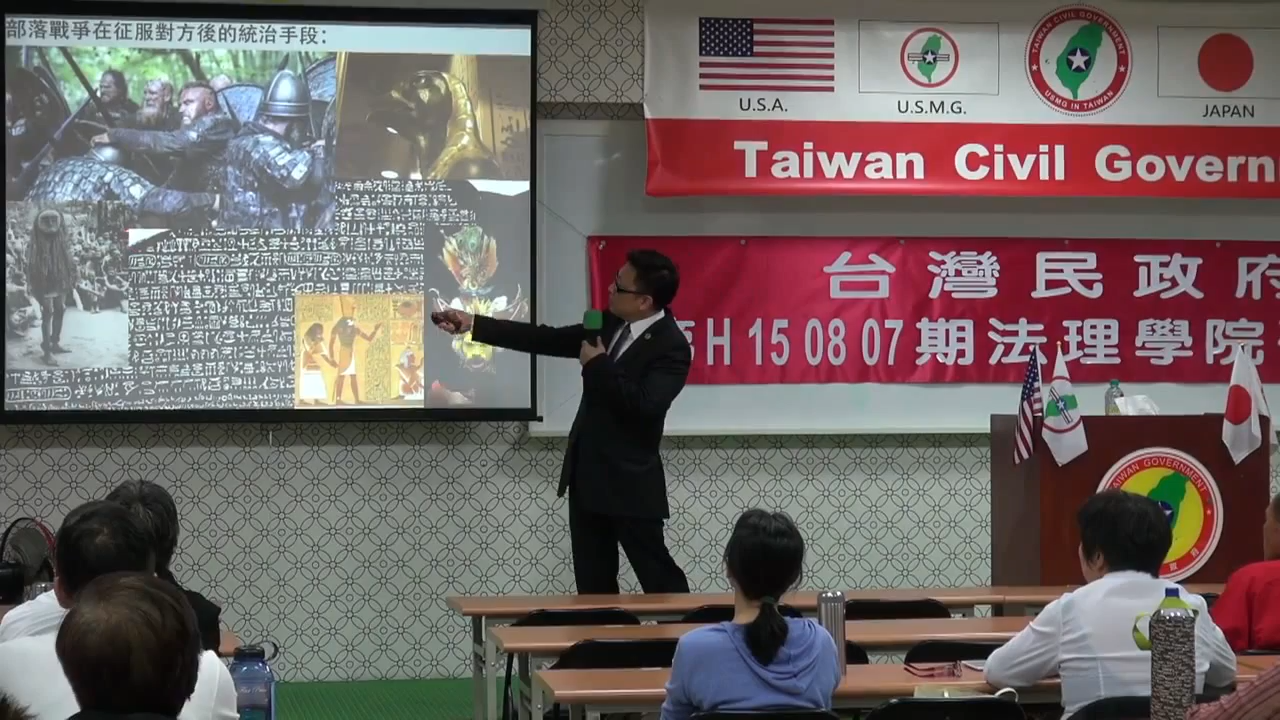 部落戰爭在征服對方後的統治手段:
U.S.A.
U.S.M.G.
TAIWAN CIVIL GOVERNMENT
USMG IN TAIWAN
JAPAN
Taiwan Civil Govern
台灣民政府
H 15 08 07 期法理學院
TAIWAN GOVERNMENT